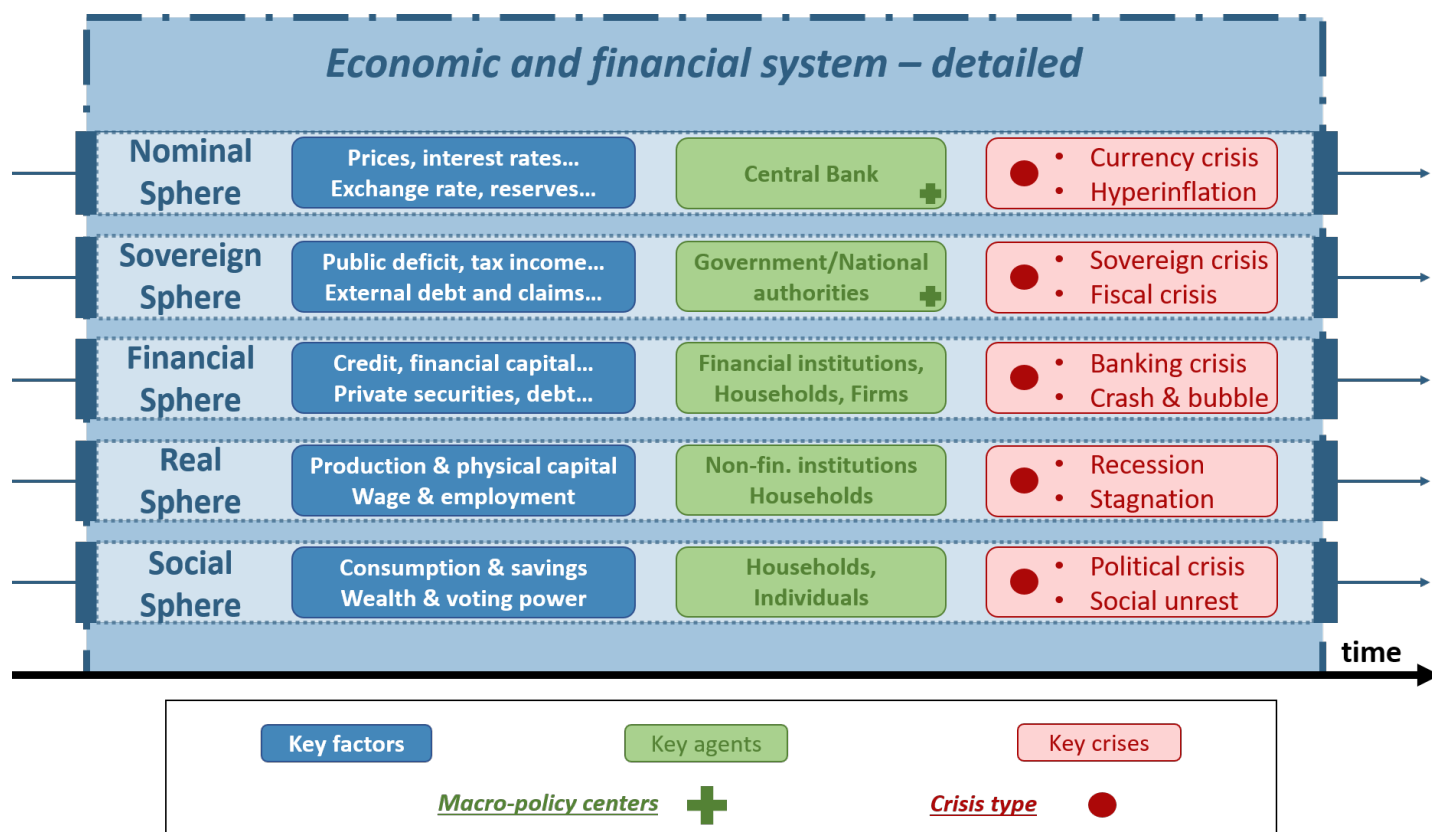 Economic and financial system – detailed
Nominal
Sphere
Prices, interest rates...
Exchange rate, reserves...
Central Bank
• Currency crisis
• Hyperinflation
Sovereign
Sphere
Public deficit, tax income...
External debt and claims...
Government/National
authorities
• Sovereign crisis
• Fiscal crisis
Financial
Sphere
Credit, financial capital...
Private securities, debt...
Financial institutions,
Households, Firms
• Banking crisis
• Crash & bubble
Real
Sphere
Production & physical capital
Wage & employment
Non-fin. institutions
Households
• Recession
• Stagnation
Social
Sphere
Consumption & savings
Wealth & voting power
Households,
Individuals
• Political crisis
• Social unrest
time
Key factors
Key agents
Key crises
Macro-policy centers
Crisis type